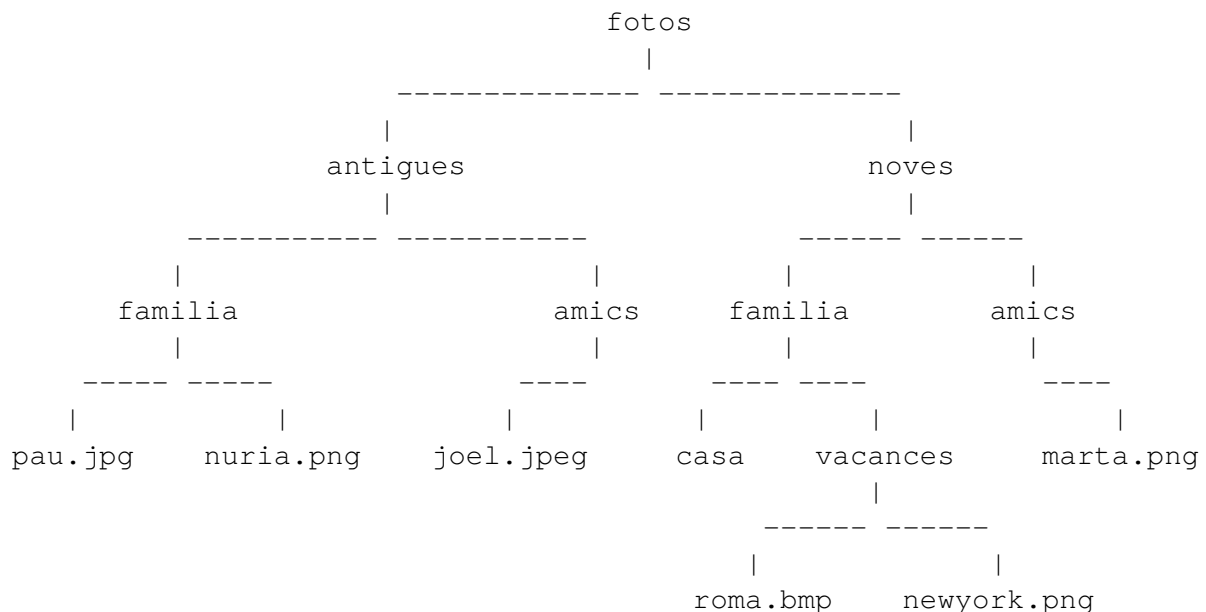 fotos
antigues noves
familia amics familia amics
pau.jpg nuria.png joel.jpeg casa vacances marta.png
roma.bmp newyork.png